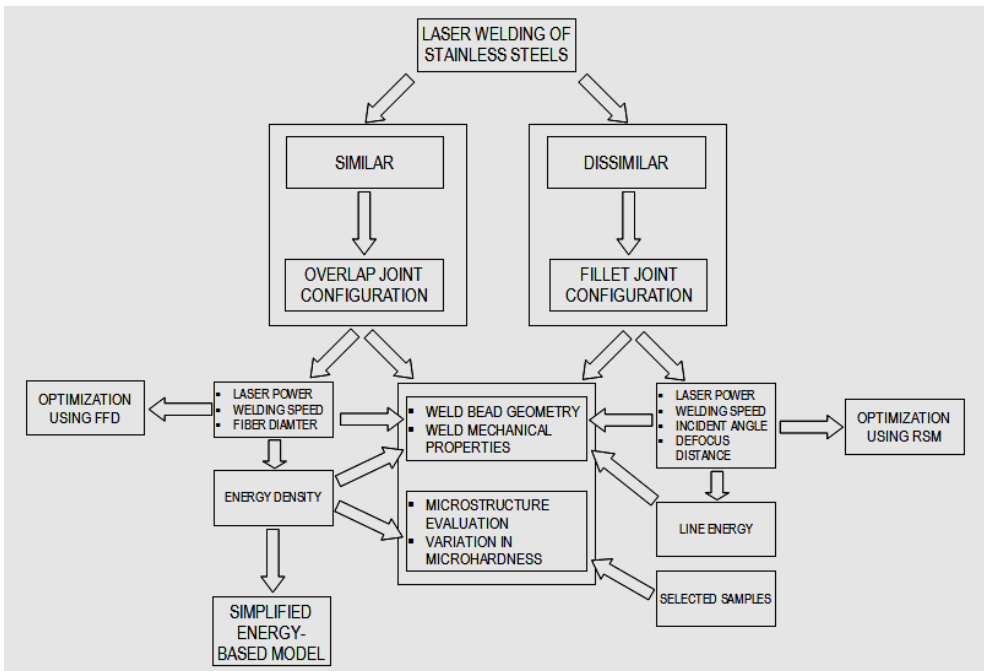 LASER WELDING OF
STAINLESS STEELS
SIMILAR
DISSIMILAR
OVERLAP JOINT
CONFIGURATION
FILLET JOINT
CONFIGURATION
OPTIMIZATION
USING FFD
▪ LASER POWER
▪ WELDING SPEED
▪ FIBER DIAMTER
▪ WELD BEAD GEOMETRY
▪ WELD MECHANICAL
PROPERTIES
▪ LASER POWER
▪ WELDING SPEED
▪ INCIDENT ANGLE
▪ DEFOCUS
DISTANCE
OPTIMIZATION
USING RSM
ENERGY DENSITY
▪ MICROSTRUCTURE
EVALUATION
▪ VARIATION IN
MICROHARDNESS
LINE ENERGY
SELECTED SAMPLES
SIMPLIFIED
ENERGY-
BASED MODEL